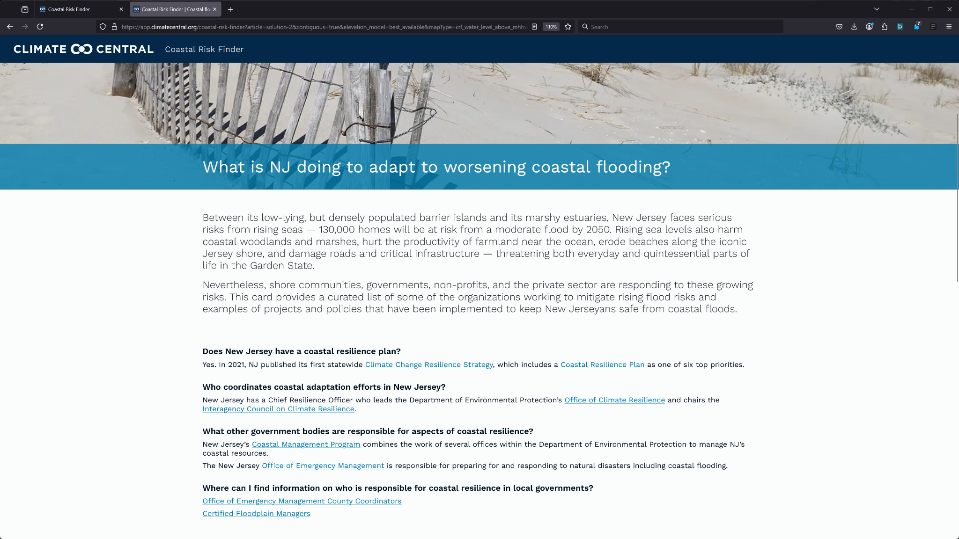 Coastal Risk Finder
Coastal Risk Finder | Coastal flo
https://app.climatecentral.org/coastal-risk-finder?article=solution-2&contiguous=true&elevation_model=best_available&mapType=crf_water_level_above_mhhw
110%
Search
CLIMATE CENTRAL Coastal Risk Finder
What is NJ doing to adapt to worsening coastal flooding?
Between its low-lying, but densely populated barrier islands and its marshy estuaries, New Jersey faces serious
risks from rising seas — 130,000 homes will be at risk from a moderate flood by 2050. Rising sea levels also harm
coastal woodlands and marshes, hurt the productivity of farmland near the ocean, erode beaches along the iconic
Jersey shore, and damage roads and critical infrastructure — threatening both everyday and quintessential parts of
life in the Garden State.
Nevertheless, shore communities, governments, non-profits, and the private sector are responding to these growing
risks. This card provides a curated list of some of the organizations working to mitigate rising flood risks and
examples of projects and policies that have been implemented to keep New Jerseyans safe from coastal floods.
Does New Jersey have a coastal resilience plan?
Yes. In 2021, NJ published its first statewide Climate Change Resilience Strategy, which includes a Coastal Resilience Plan as one of six top priorities.
Who coordinates coastal adaptation efforts in New Jersey?
New Jersey has a Chief Resilience Officer who leads the Department of Environmental Protection's Office of Climate Resilience and chairs the
Interagency Council on Climate Resilience.
What other government bodies are responsible for aspects of coastal resilience?
New Jersey's Coastal Management Program combines the work of several offices within the Department of Environmental Protection to manage NJ's
coastal resources.
The New Jersey Office of Emergency Management is responsible for preparing for and responding to natural disasters including coastal flooding.
Where can I find information on who is responsible for coastal resilience in local governments?
Office of Emergency Management County Coordinators
Certified Floodplain Managers